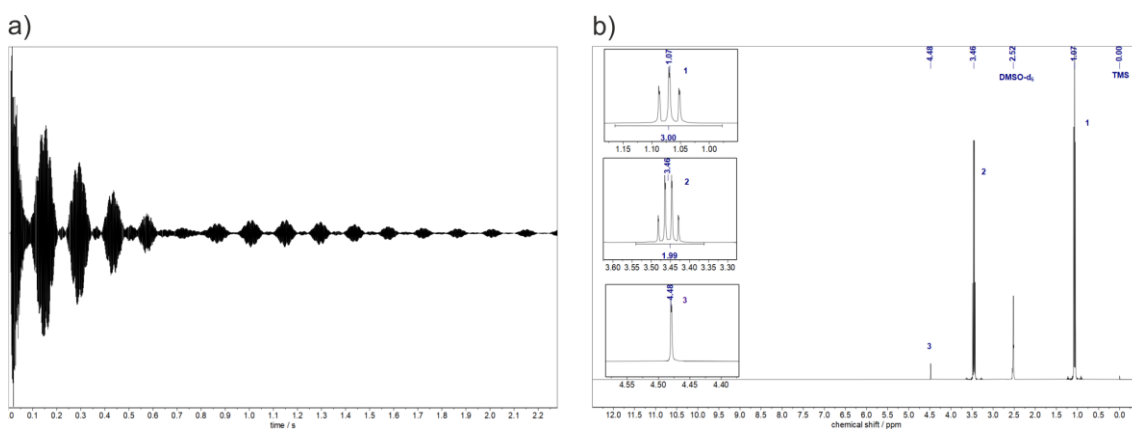 a)
0 0.1 0.2 0.3 0.4 0.5 0.6 0.7 0.8 0.9 1.0 1.1 1.2 1.3 1.4 1.5 1.6 1.7 1.8 1.9 2.0 2.1 2.2
time / s
b)
4.48 3.46 2.52 1.07 0.00
DMSO-d₆ TMS
1.07
1
3.00
1.15 1.10 1.05 1.00
3.46
2
1.99
3.60 3.55 3.50 3.45 3.40 3.35 3.30
4.48
3
4.55 4.50 4.45 4.40
1
2
3
12.0 11.5 11.0 10.5 10.0 9.5 9.0 8.5 8.0 7.5 7.0 6.5 6.0 5.5 5.0 4.5 4.0 3.5 3.0 2.5 2.0 1.5 1.0 0.5 0.0
chemical shift / ppm